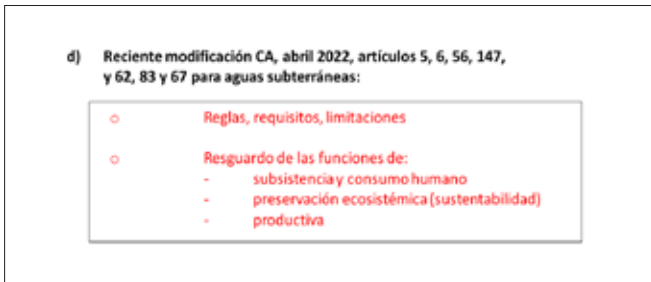 d) Reciente modificación CA, abril 2022, artículos 5, 6, 56, 147,
y 62, 83 y 67 para aguas subterráneas:
○ Reglas, requisitos, limitaciones
○ Resguardo de las funciones de:
- subsistencia y consumo humano
- preservación ecosistémica (sustentabilidad)
- productiva